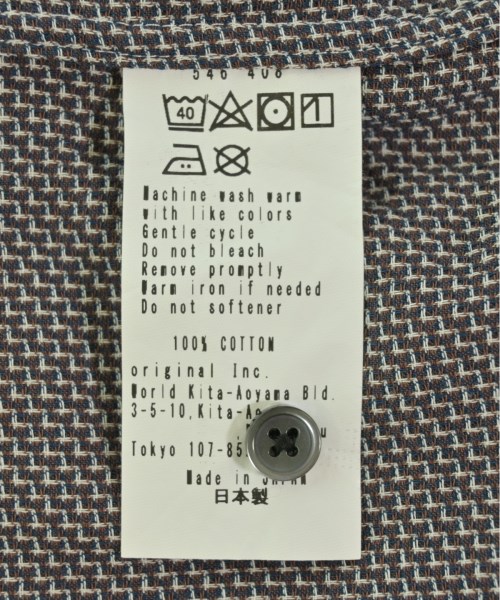 546 408
40
Machine wash warm
with like colors
Gentle cycle
Do not bleach
Remove promptly
Warm iron if needed
Do not softener
100% COTTON
original Inc.
World Kita-Aoyama Bld.
3-5-10,Kita-Ao
Tokyo 107-85
Made in JAPAN
日本製